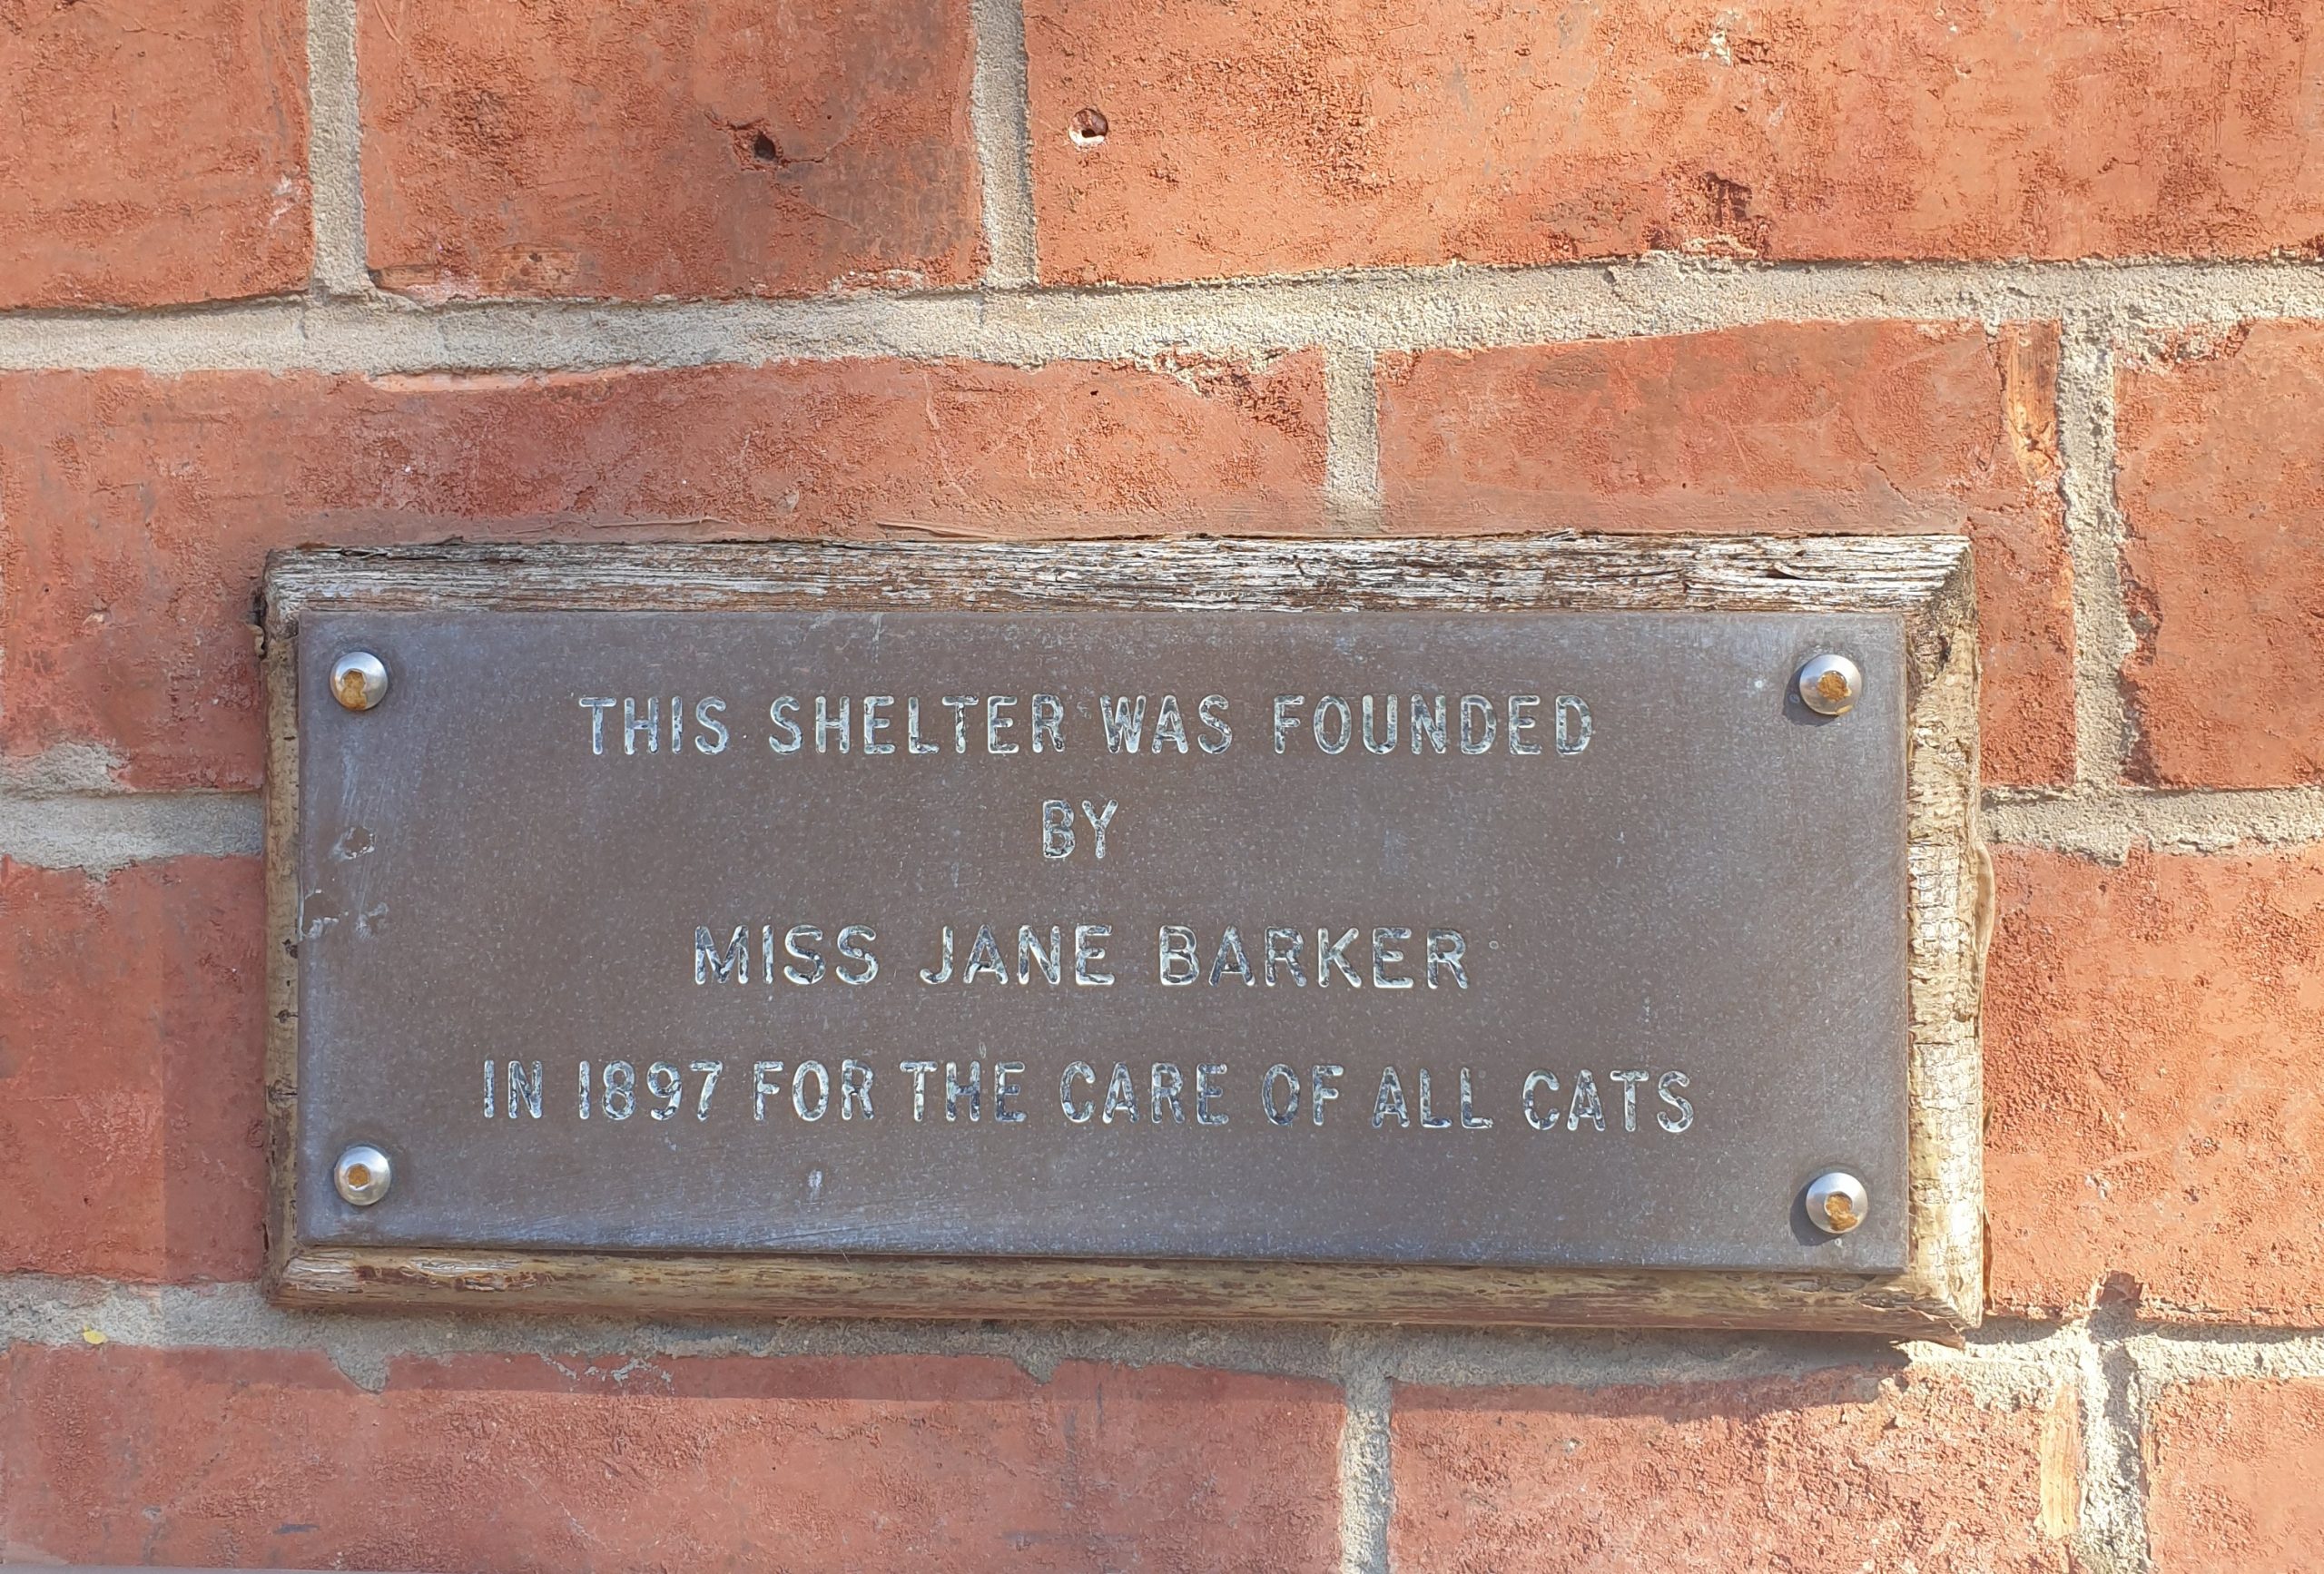 THIS SHELTER WAS FOUNDED
BY
MISS JANE BARKER
IN 1897 FOR THE CARE OF ALL CATS